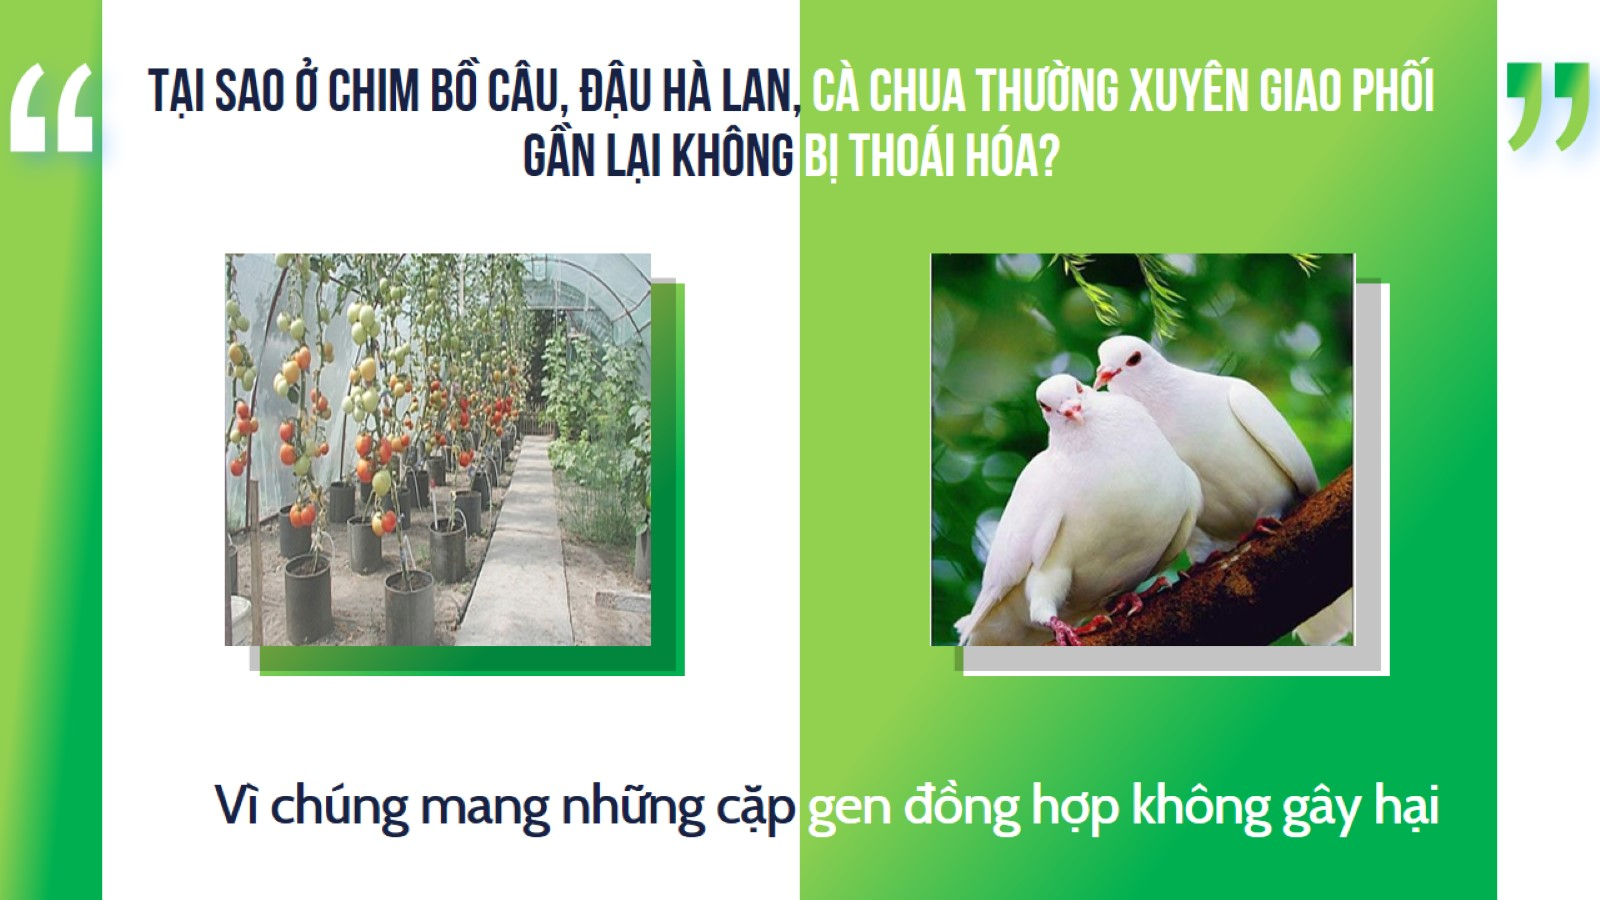 “
TẠI SAO Ở CHIM BỒ CÂU, ĐẬU HÀ LAN, CÀ CHUA THƯỜNG XUYÊN GIAO PHỐI
GẦN LẠI KHÔNG BỊ THOÁI HÓA?
”
Vì chúng mang những cặp gen đồng hợp không gây hại